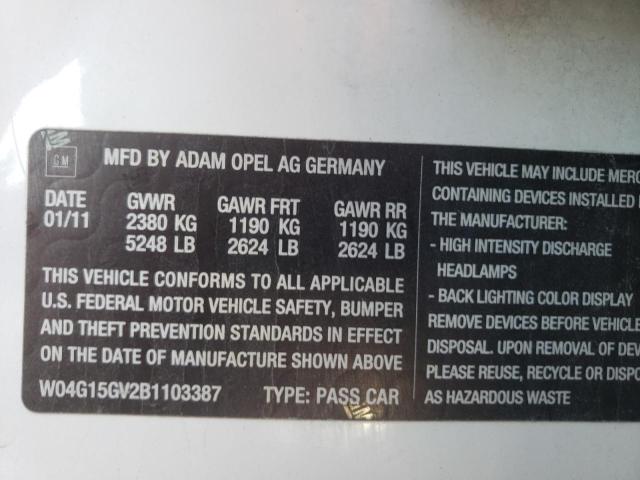 GM
MFD BY ADAM OPEL AG GERMANY
DATE GVWR GAWR FRT GAWR RR
01/11 2380 KG 1190 KG 1190 KG
5248 LB 2624 LB 2624 LB
THIS VEHICLE CONFORMS TO ALL APPLICABLE
U.S. FEDERAL MOTOR VEHICLE SAFETY, BUMPER
AND THEFT PREVENTION STANDARDS IN EFFECT
ON THE DATE OF MANUFACTURE SHOWN ABOVE
W04G15GV2B1103387 TYPE: PASS CAR
THIS VEHICLE MAY INCLUDE MERC
CONTAINING DEVICES INSTALLED
THE MANUFACTURER:
- HIGH INTENSITY DISCHARGE
HEADLAMPS
- BACK LIGHTING COLOR DISPLAY
REMOVE DEVICES BEFORE VEHICLE
DISPOSAL. UPON REMOVAL OF DEV
PLEASE REUSE, RECYCLE OR DISPO
AS HAZARDOUS WASTE